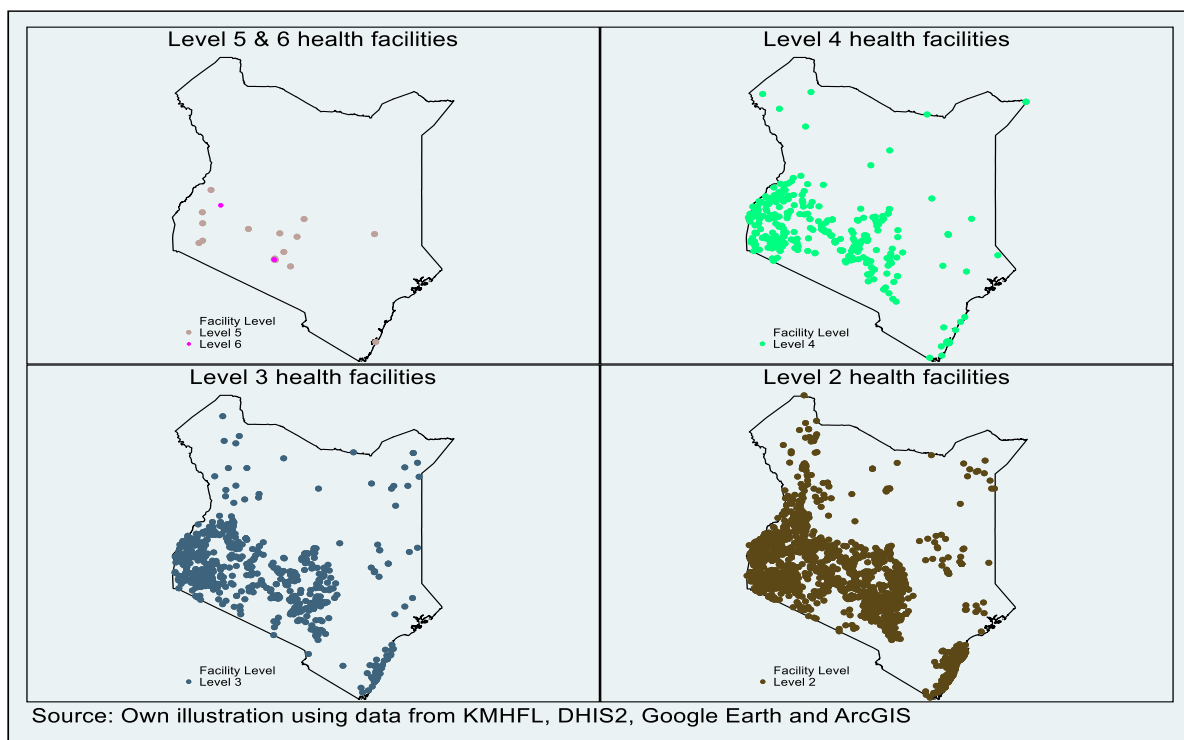 Level 5 & 6 health facilities
Facility Level
Level 5
Level 6
Level 4 health facilities
Facility Level
Level 4
Level 3 health facilities
Facility Level
Level 3
Level 2 health facilities
Facility Level
Level 2
Source: Own illustration using data from KMHFL, DHIS2, Google Earth and ArcGIS